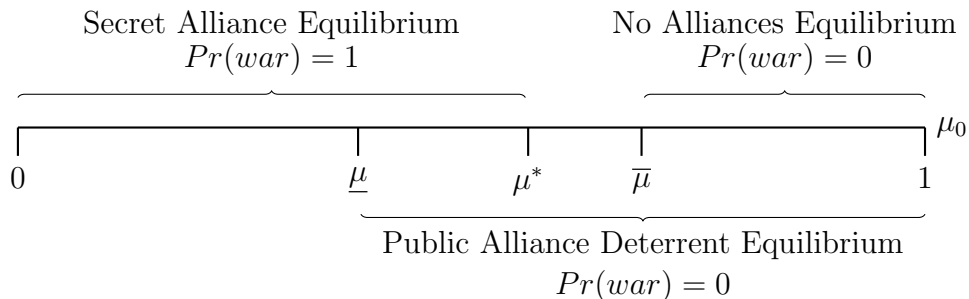 Secret Alliance Equilibrium
Pr(war) = 1
No Alliances Equilibrium
Pr(war) = 0
μ₀
0
μ̲
μ*
μ̅
1
Public Alliance Deterrent Equilibrium
Pr(war) = 0